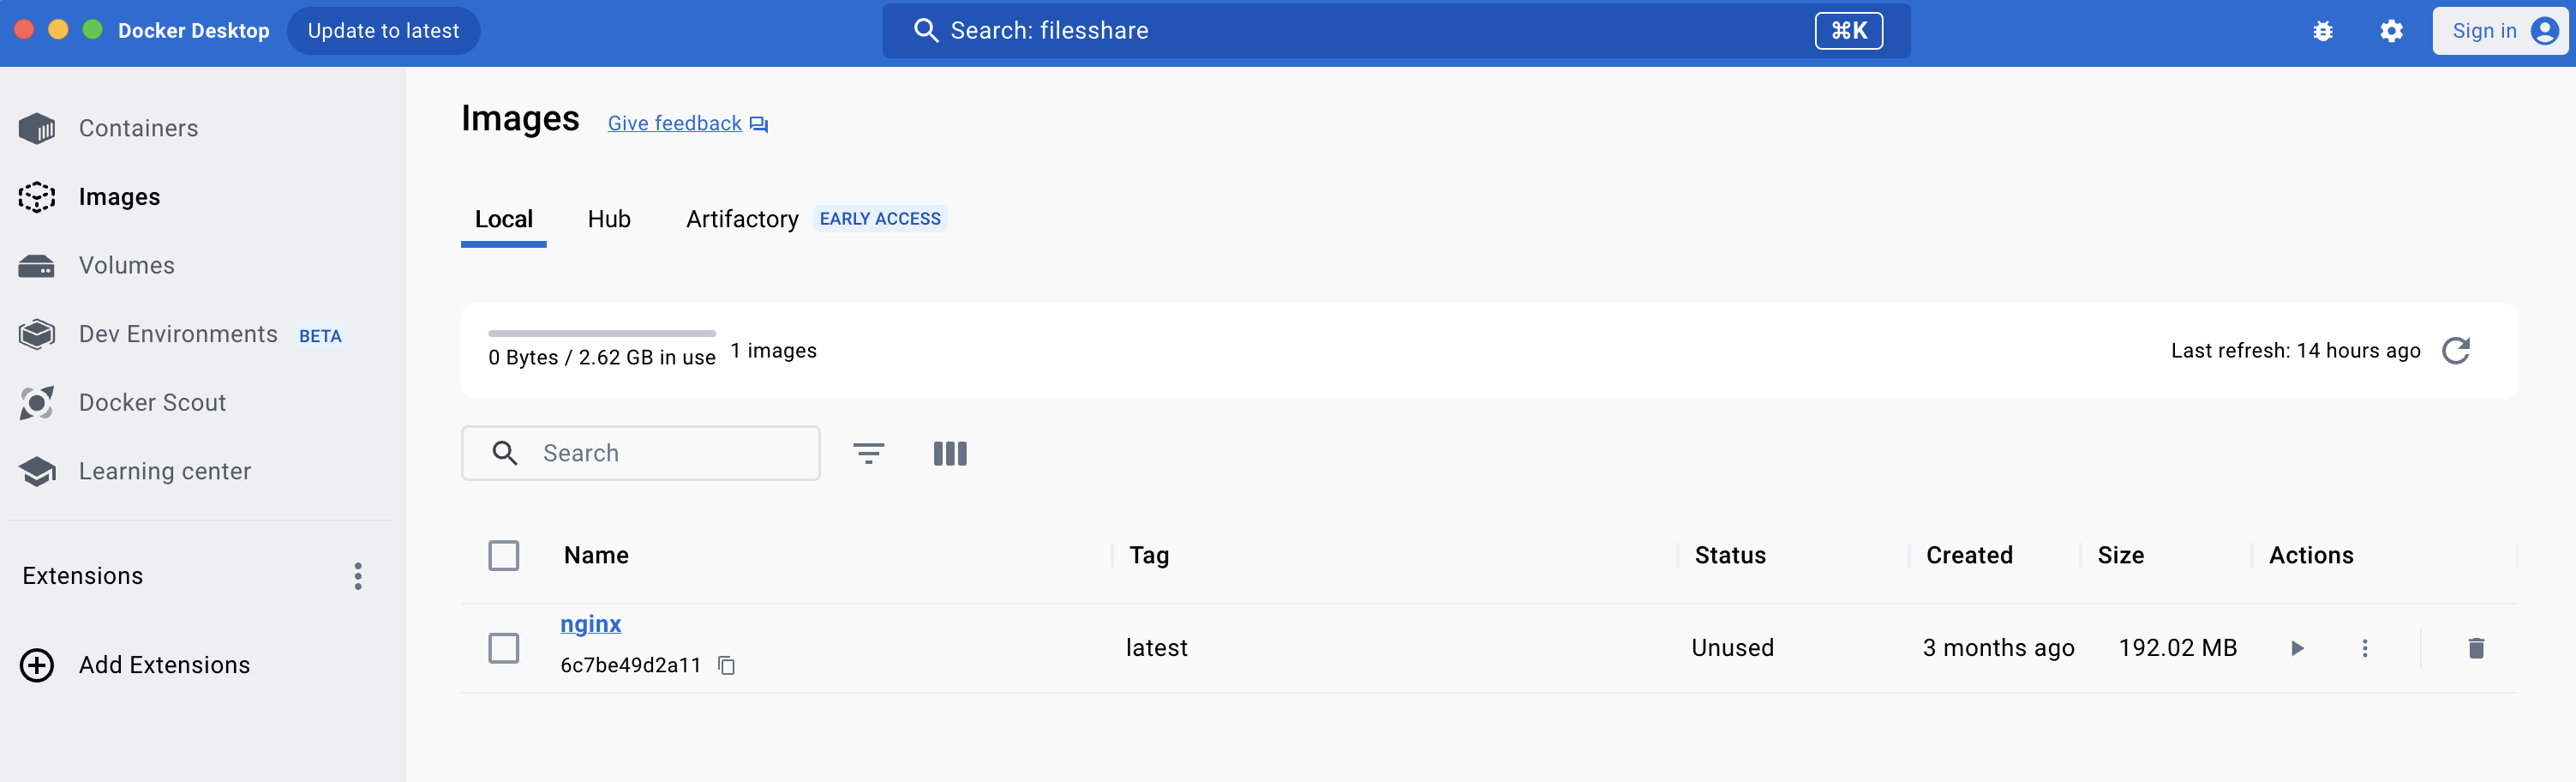 Docker Desktop Update to latest Search: filesshare ⌘K Sign in
Containers
Images
Volumes
Dev Environments BETA
Docker Scout
Learning center
Extensions
Add Extensions
Images Give feedback
Local Hub Artifactory EARLY ACCESS
0 Bytes / 2.62 GB in use 1 images Last refresh: 14 hours ago
Search
Name Tag Status Created Size Actions
nginx
6c7be49d2a11
latest Unused 3 months ago 192.02 MB